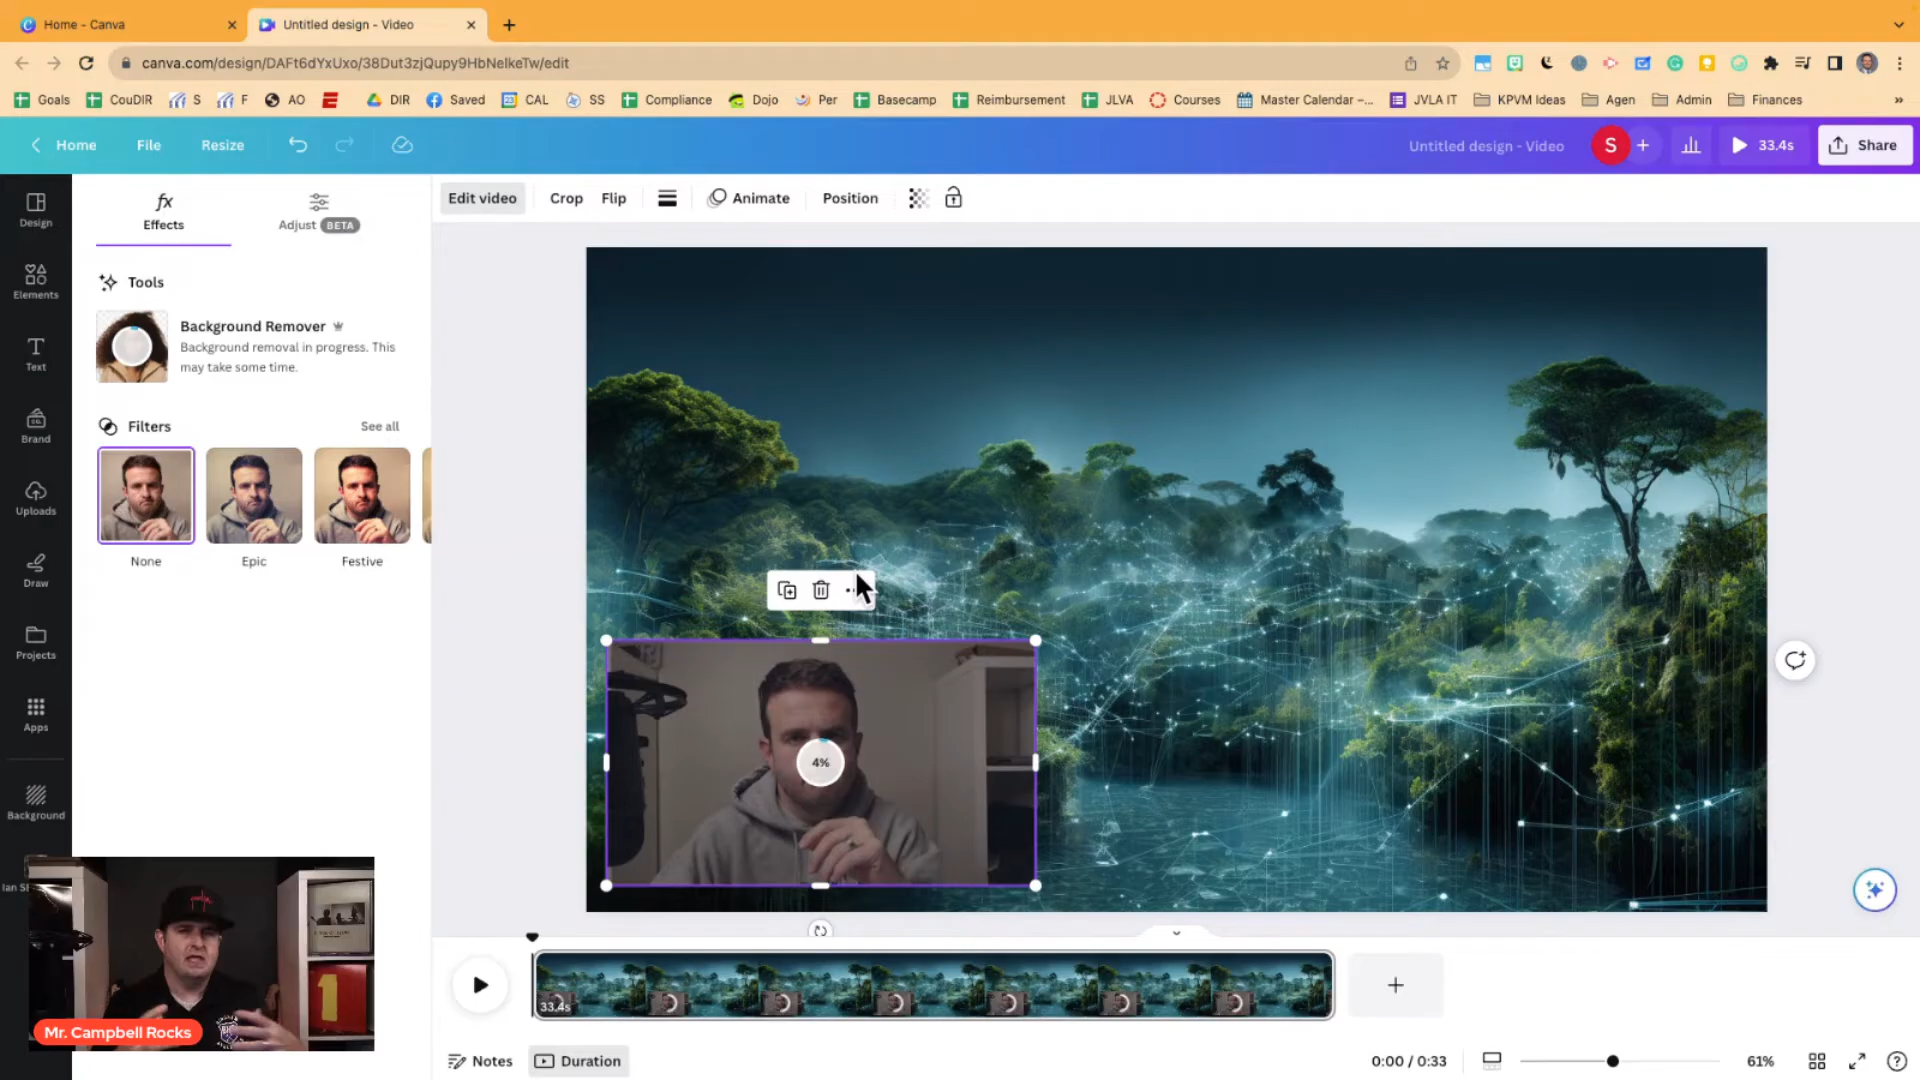 Home - Canva
Untitled design - Video
canva.com/design/DAFt6dYxUxo/38Dut3zjQupy9HbNelkeTw/edit
Goals
CouDIR
S
F
AO
DIR
Saved
CAL
SS
Compliance
Dojo
Per
Basecamp
Reimbursement
JLVA
Courses
Master Calendar –...
JVLA IT
KPVM Ideas
Agen
Admin
Finances
Home
File
Resize
Untitled design - Video
S
33.4s
Share
Design
Elements
Text
Brand
Uploads
Draw
Projects
Apps
Background
fx
Effects
Adjust BETA
Tools
Background Remover
Background removal in progress. This
may take some time.
Filters
See all
None
Epic
Festive
Edit video
Crop
Flip
Animate
Position
4%
33.4s
Notes
Duration
0:00 / 0:33
61%
1
Mr. Campbell Rocks